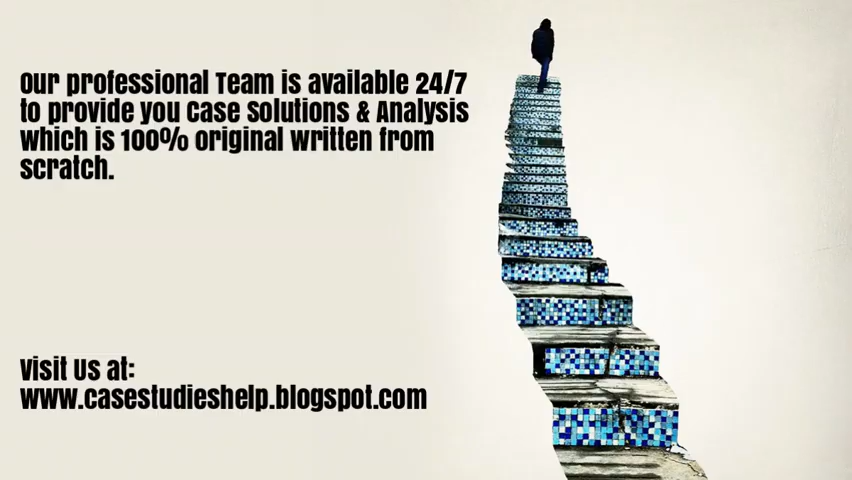 Our professional Team is available 24/7
to provide you Case Solutions & Analysis
which is 100% original written from
scratch.
Visit Us at:
www.casestudieshelp.blogspot.com